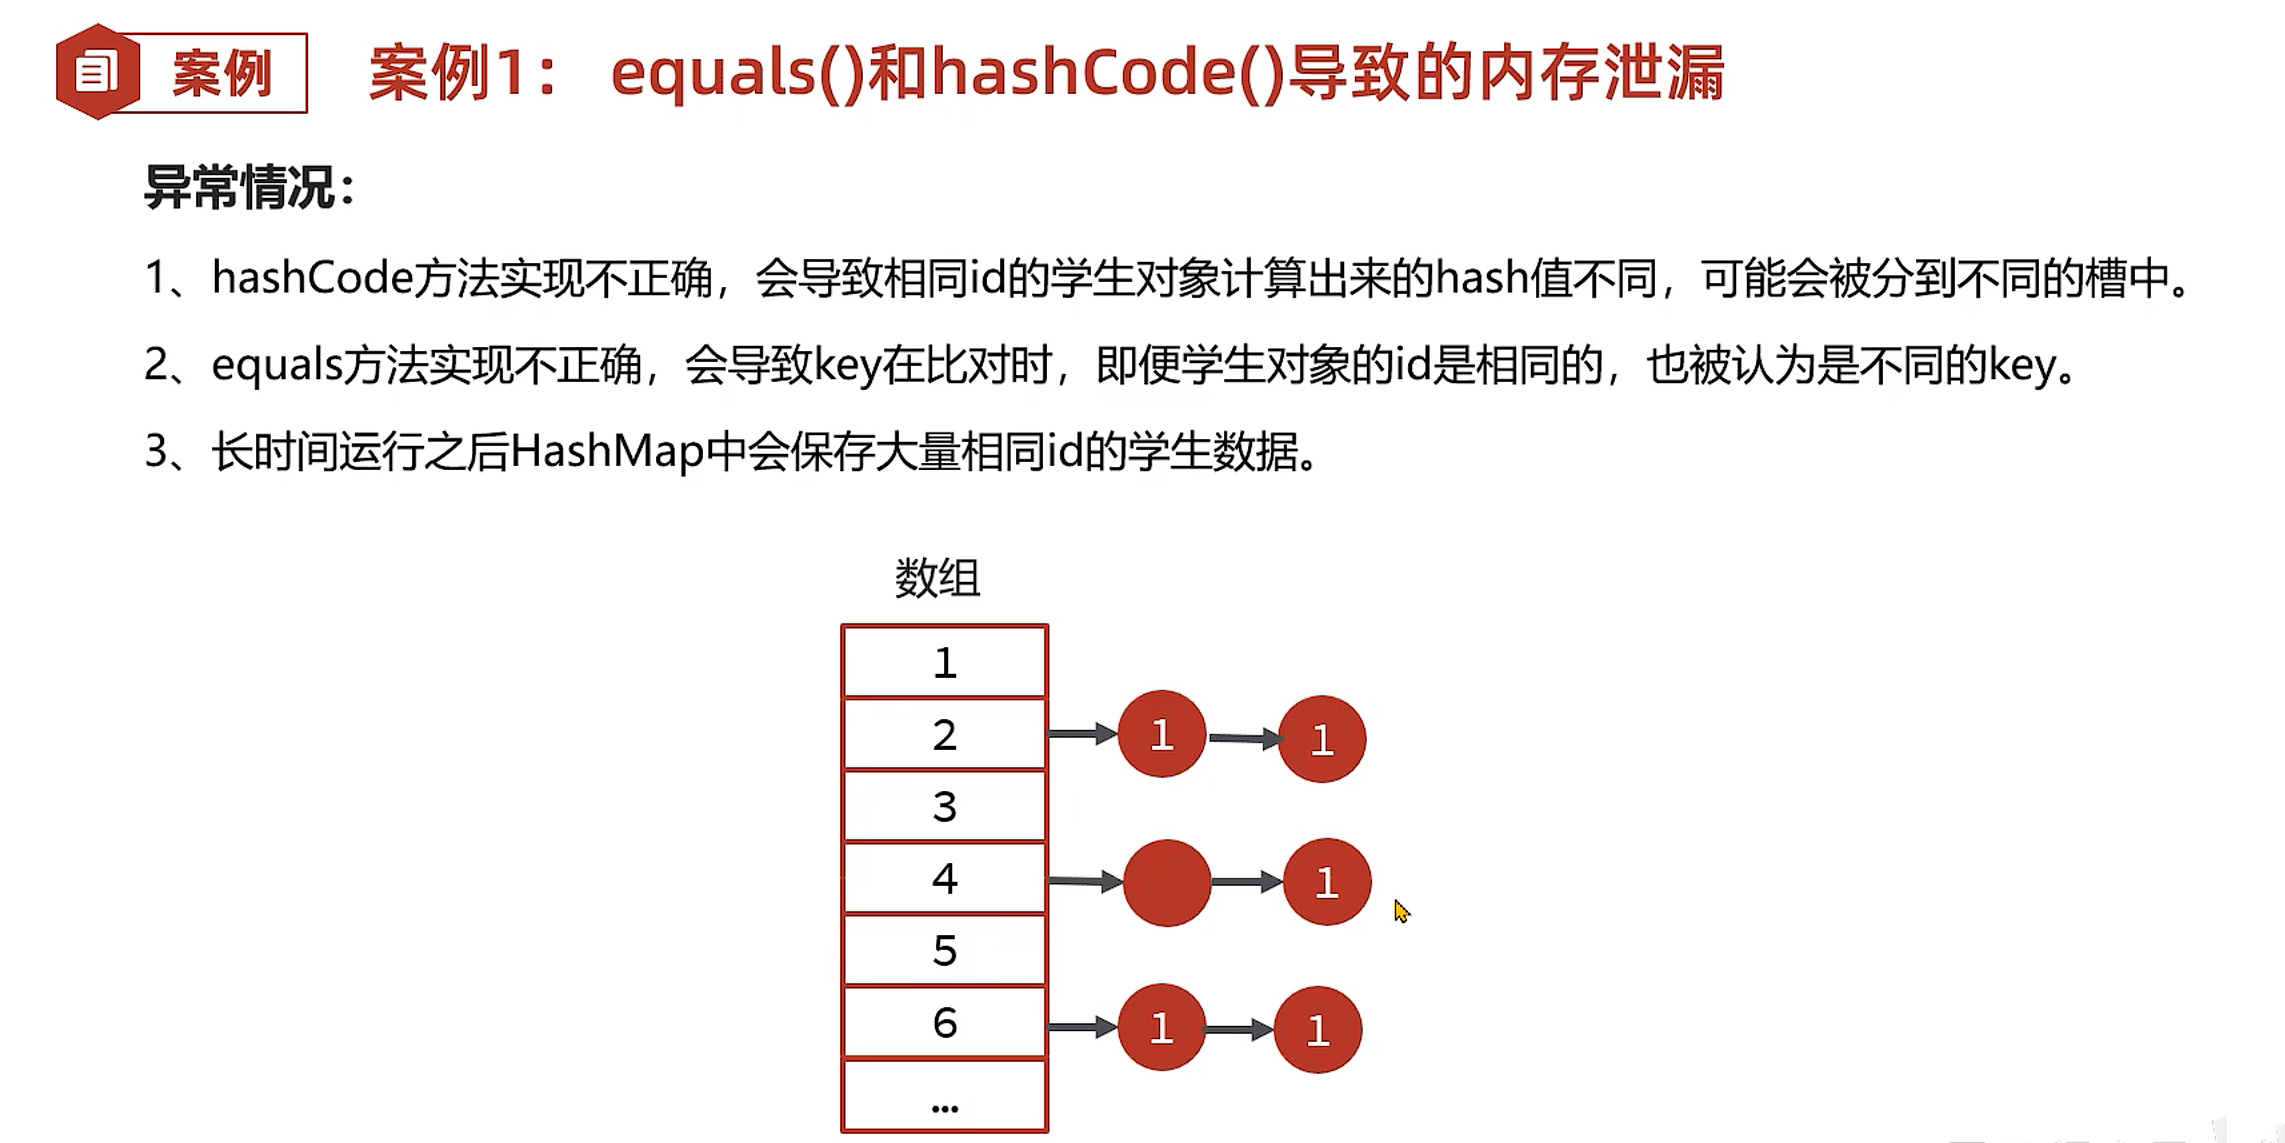 案例
案例1： equals()和hashCode()导致的内存泄漏
异常情况：
1、hashCode方法实现不正确，会导致相同id的学生对象计算出来的hash值不同，可能会被分到不同的槽中。
2、equals方法实现不正确，会导致key在比对时，即便学生对象的id是相同的，也被认为是不同的key。
3、长时间运行之后HashMap中会保存大量相同id的学生数据。
数组
1
2 1 1
3
4 1
5
6 1 1
...